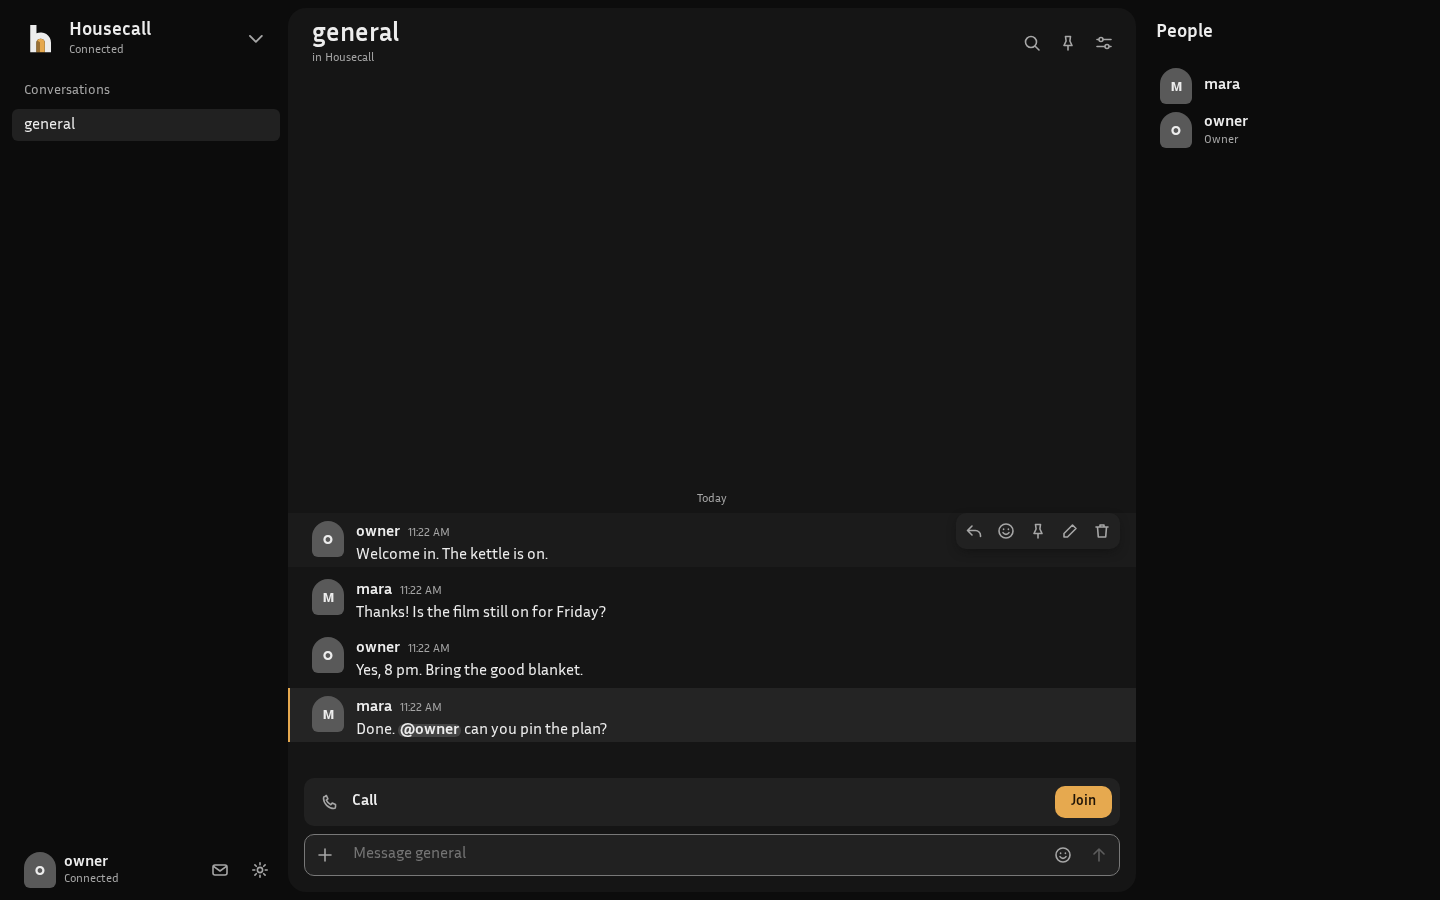 Housecall
Connected
Conversations
general
general
in Housecall
Today
O
owner 11:22 AM
Welcome in. The kettle is on.
M
mara 11:22 AM
Thanks! Is the film still on for Friday?
O
owner 11:22 AM
Yes, 8 pm. Bring the good blanket.
M
mara 11:22 AM
Done. @owner can you pin the plan?
Call
Join
Message general
O
owner
Connected
People
M
mara
O
owner
Owner